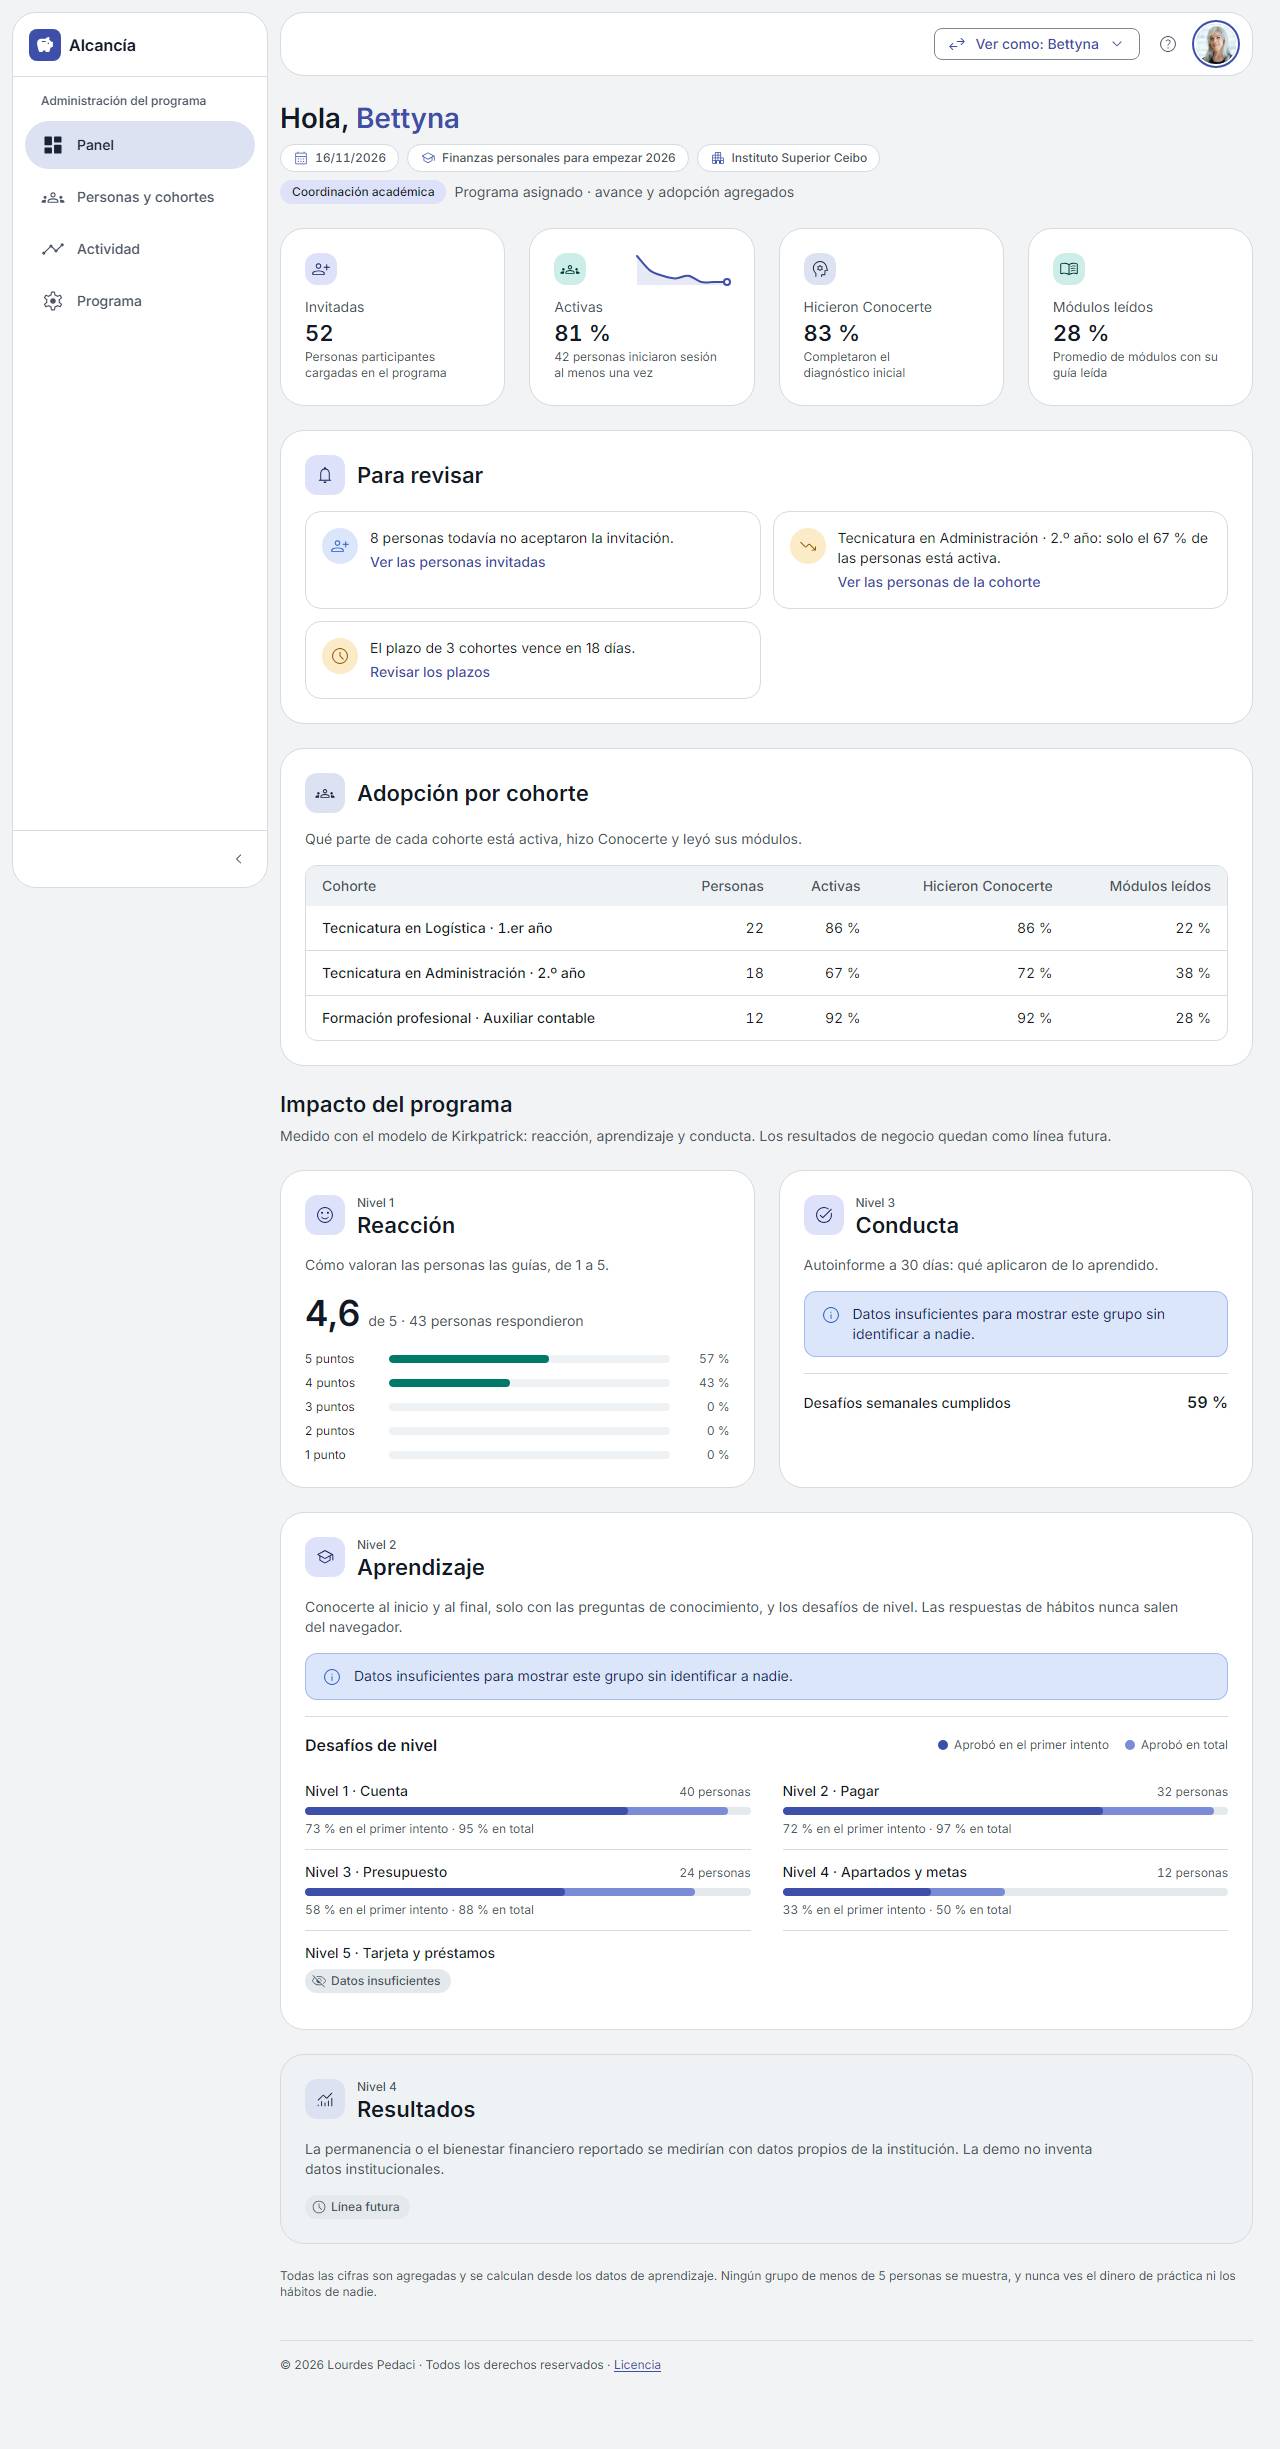 Alcancía
Ver como: Bettyna
Administración del programa
Panel
Personas y cohortes
Actividad
Programa
Hola, Bettyna
16/11/2026
Finanzas personales para empezar 2026
Instituto Superior Ceibo
Coordinación académica
Programa asignado · avance y adopción agregados
Invitadas
52
Personas participantes
cargadas en el programa
Activas
81 %
42 personas iniciaron sesión
al menos una vez
Hicieron Conocerte
83 %
Completaron el
diagnóstico inicial
Módulos leídos
28 %
Promedio de módulos con su
guía leída
Para revisar
8 personas todavía no aceptaron la invitación.
Ver las personas invitadas
Tecnicatura en Administración · 2.º año: solo el 67 % de
las personas está activa.
Ver las personas de la cohorte
El plazo de 3 cohortes vence en 18 días.
Revisar los plazos
Adopción por cohorte
Qué parte de cada cohorte está activa, hizo Conocerte y leyó sus módulos.
Cohorte Personas Activas Hicieron Conocerte Módulos leídos
Tecnicatura en Logística · 1.er año 22 86 % 86 % 22 %
Tecnicatura en Administración · 2.º año 18 67 % 72 % 38 %
Formación profesional · Auxiliar contable 12 92 % 92 % 28 %
Impacto del programa
Medido con el modelo de Kirkpatrick: reacción, aprendizaje y conducta. Los resultados de negocio quedan como línea futura.
Nivel 1
Reacción
Cómo valoran las personas las guías, de 1 a 5.
4,6 de 5 · 43 personas respondieron
5 puntos 57 %
4 puntos 43 %
3 puntos 0 %
2 puntos 0 %
1 punto 0 %
Nivel 3
Conducta
Autoinforme a 30 días: qué aplicaron de lo aprendido.
Datos insuficientes para mostrar este grupo sin
identificar a nadie.
Desafíos semanales cumplidos 59 %
Nivel 2
Aprendizaje
Conocerte al inicio y al final, solo con las preguntas de conocimiento, y los desafíos de nivel. Las respuestas de hábitos nunca salen
del navegador.
Datos insuficientes para mostrar este grupo sin identificar a nadie.
Desafíos de nivel
Aprobó en el primer intento Aprobó en total
Nivel 1 · Cuenta 40 personas
73 % en el primer intento · 95 % en total
Nivel 2 · Pagar 32 personas
72 % en el primer intento · 97 % en total
Nivel 3 · Presupuesto 24 personas
58 % en el primer intento · 88 % en total
Nivel 4 · Apartados y metas 12 personas
33 % en el primer intento · 50 % en total
Nivel 5 · Tarjeta y préstamos
Datos insuficientes
Nivel 4
Resultados
La permanencia o el bienestar financiero reportado se medirían con datos propios de la institución. La demo no inventa
datos institucionales.
Línea futura
Todas las cifras son agregadas y se calculan desde los datos de aprendizaje. Ningún grupo de menos de 5 personas se muestra, y nunca ves el dinero de práctica ni los
hábitos de nadie.
© 2026 Lourdes Pedaci · Todos los derechos reservados · Licencia